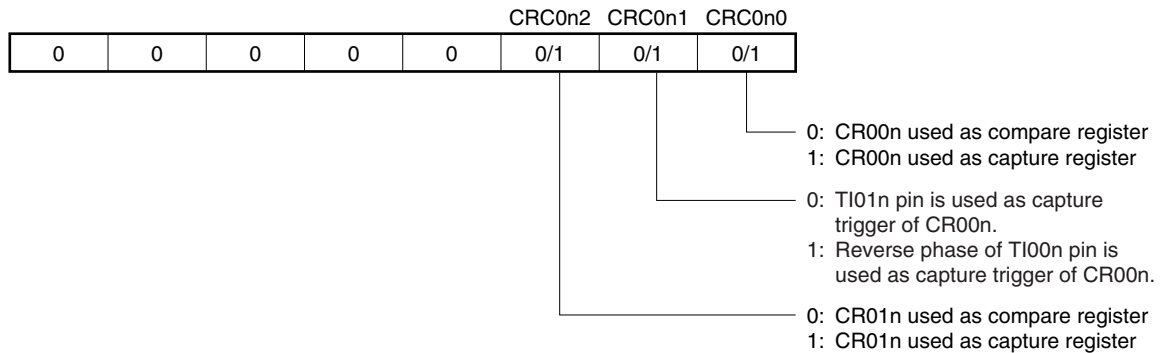 CRC0n2 CRC0n1 CRC0n0
0 0 0 0 0 0/1 0/1 0/1
0: CR00n used as compare register
1: CR00n used as capture register
0: TI01n pin is used as capture
trigger of CR00n.
1: Reverse phase of TI00n pin is
used as capture trigger of CR00n.
0: CR01n used as compare register
1: CR01n used as capture register